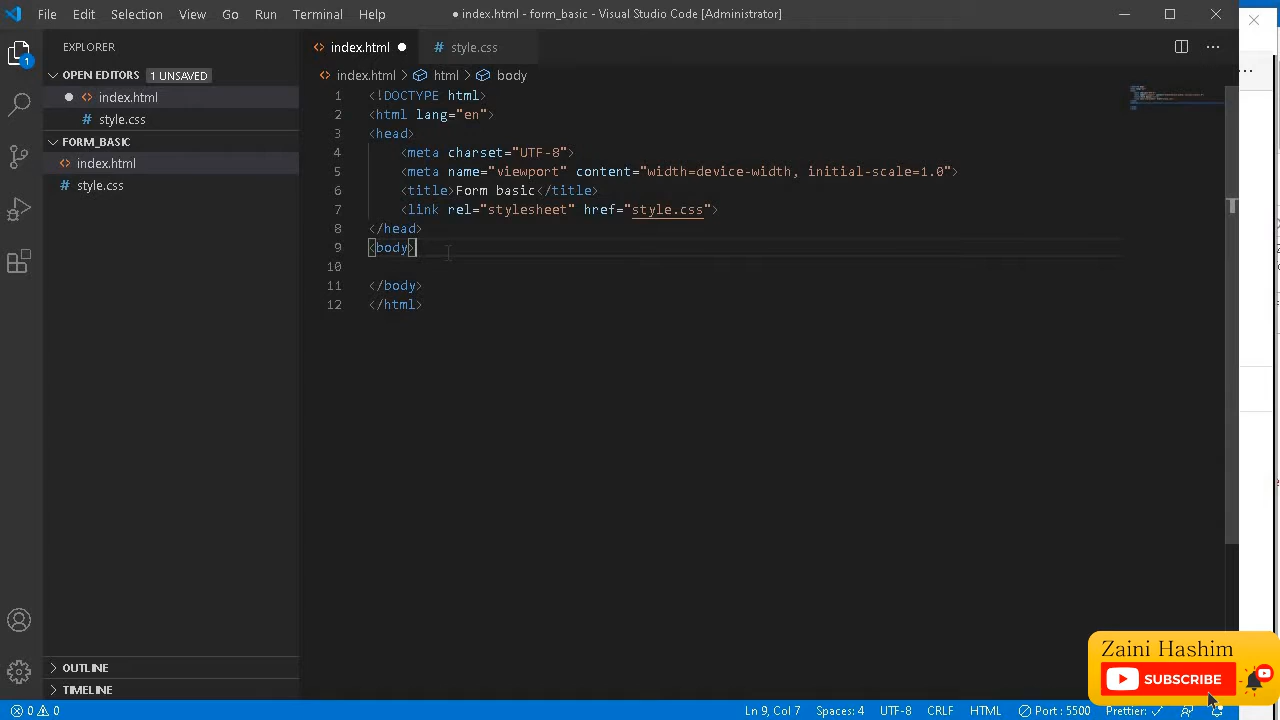 File Edit Selection View Go Run Terminal Help
● index.html - form_basic - Visual Studio Code [Administrator]
EXPLORER
OPEN EDITORS 1 UNSAVED
index.html
style.css
FORM_BASIC
index.html
style.css
OUTLINE
TIMELINE
1
index.html
style.css
index.html > html > body
1 <!DOCTYPE html>
2 <html lang="en">
3 <head>
4 <meta charset="UTF-8">
5 <meta name="viewport" content="width=device-width, initial-scale=1.0">
6 <title>Form basic</title>
7 <link rel="stylesheet" href="style.css">
8 </head>
9 <body>
10
11 </body>
12 </html>
Zaini Hashim
SUBSCRIBE
0 0
Ln 9, Col 7 Spaces: 4 UTF-8 CRLF HTML Port : 5500 Prettier: ✓